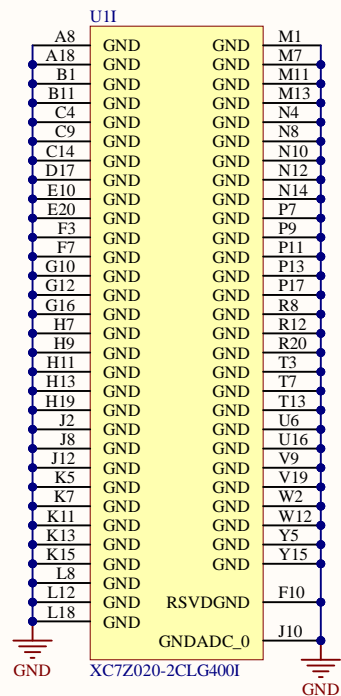 U1I
A8 GND GND M1
A18 GND GND M7
B1 GND GND M11
B11 GND GND M13
C4 GND GND N4
C9 GND GND N8
C14 GND GND N10
D17 GND GND N12
E10 GND GND N14
E20 GND GND P7
F3 GND GND P9
F7 GND GND P11
G10 GND GND P13
G12 GND GND P17
G16 GND GND R8
H7 GND GND R12
H9 GND GND R20
H11 GND GND T3
H13 GND GND T7
H19 GND GND T13
J2 GND GND U6
J8 GND GND U16
J12 GND GND V9
K5 GND GND V19
K7 GND GND W2
K11 GND GND W12
K13 GND GND Y5
K15 GND GND Y15
L8 GND
L12 GND RSVDGND F10
L18 GND
GNDADC_0 J10
GND XC7Z020-2CLG400I
GND